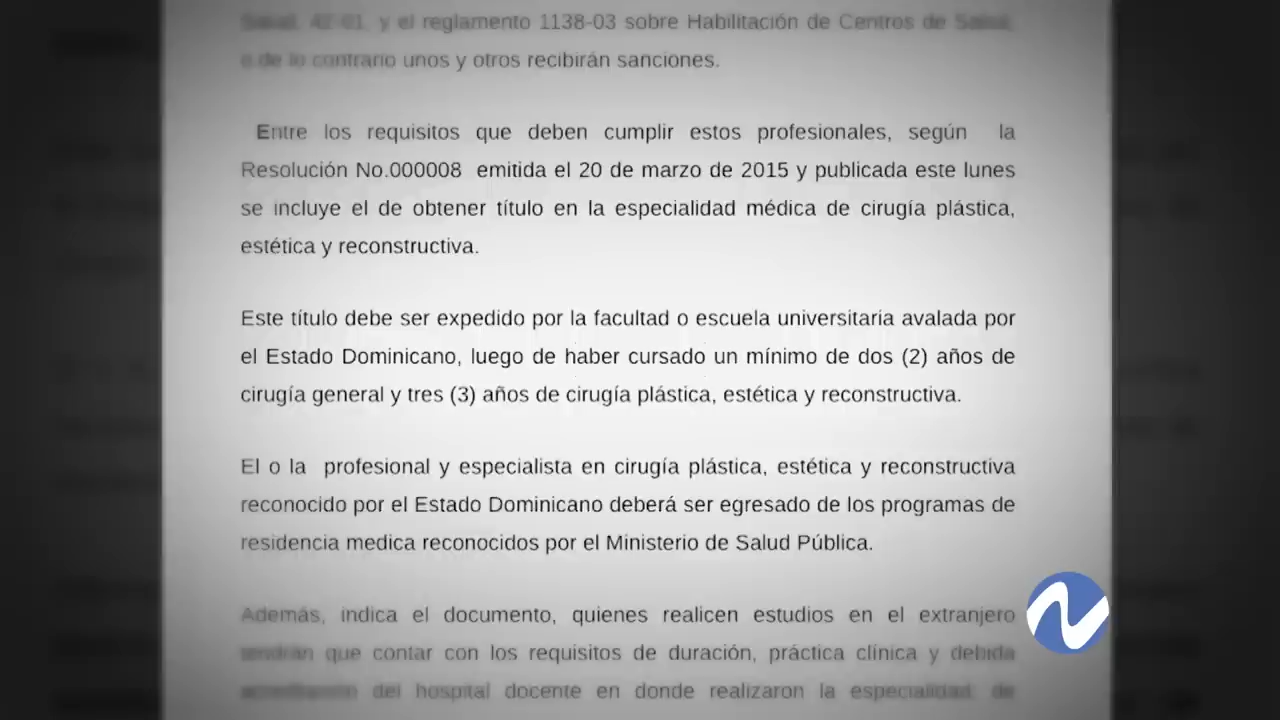 Salud, 42-01, y el reglamento 1138-03 sobre Habilitación de Centros de Salud,
o de lo contrario unos y otros recibirán sanciones.
Entre los requisitos que deben cumplir estos profesionales, según la
Resolución No.000008 emitida el 20 de marzo de 2015 y publicada este lunes
se incluye el de obtener título en la especialidad médica de cirugía plástica,
estética y reconstructiva.
Este título debe ser expedido por la facultad o escuela universitaria avalada por
el Estado Dominicano, luego de haber cursado un mínimo de dos (2) años de
cirugía general y tres (3) años de cirugía plástica, estética y reconstructiva.
El o la profesional y especialista en cirugía plástica, estética y reconstructiva
reconocido por el Estado Dominicano deberá ser egresado de los programas de
residencia medica reconocidos por el Ministerio de Salud Pública.
Además, indica el documento, quienes realicen estudios en el extranjero
tendrán que contar con los requisitos de duración, práctica clínica y debida
acreditación del hospital docente en donde realizaron la especialidad, de